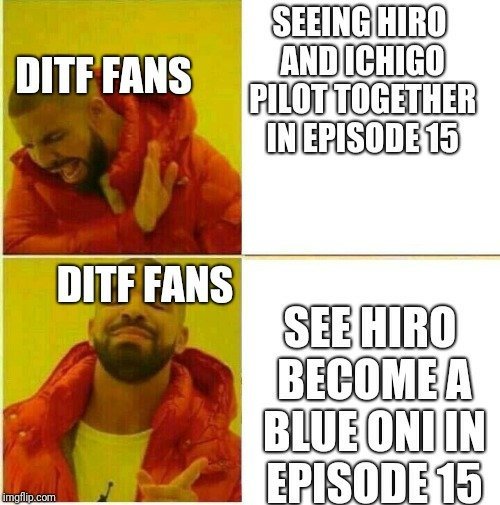 DITF FANS
SEEING HIRO
AND ICHIGO
PILOT TOGETHER
IN EPISODE 15
DITF FANS
SEE HIRO
BECOME A
BLUE ONI IN
EPISODE 15
imgflip.com